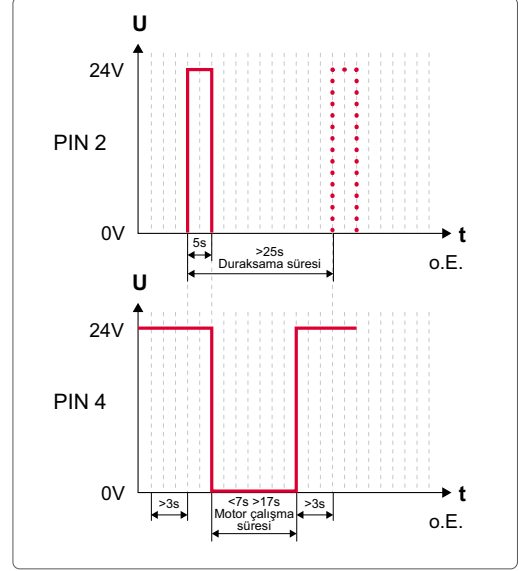 U
24V
PIN 2
0V
5s
>25s
Duraksama süresi
t
o.E.
U
24V
PIN 4
0V
>3s
<7s >17s
Motor çalışma
süresi
>3s
t
o.E.